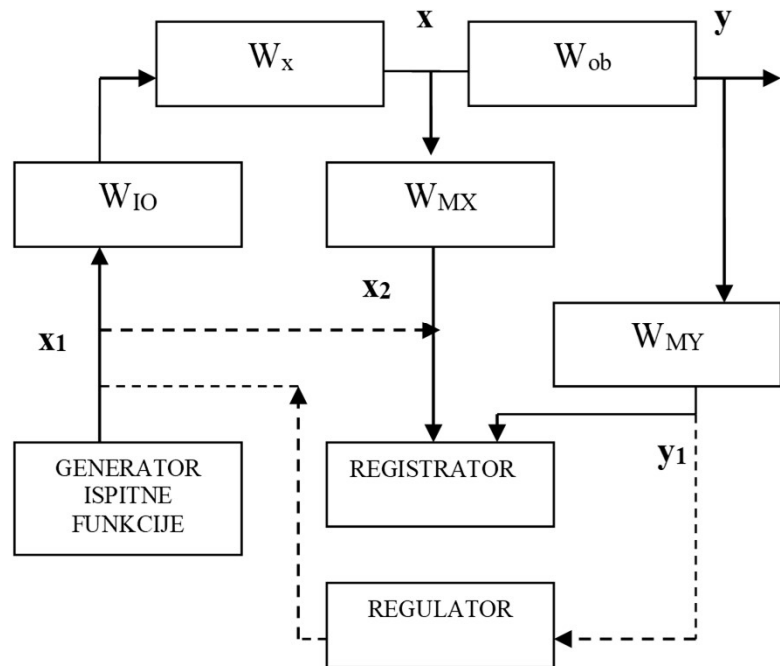 x
y
Wx
Wob
WIO
WMX
x2
x1
WMY
GENERATOR
ISPITNE
FUNKCIJE
REGISTRATOR
y1
REGULATOR